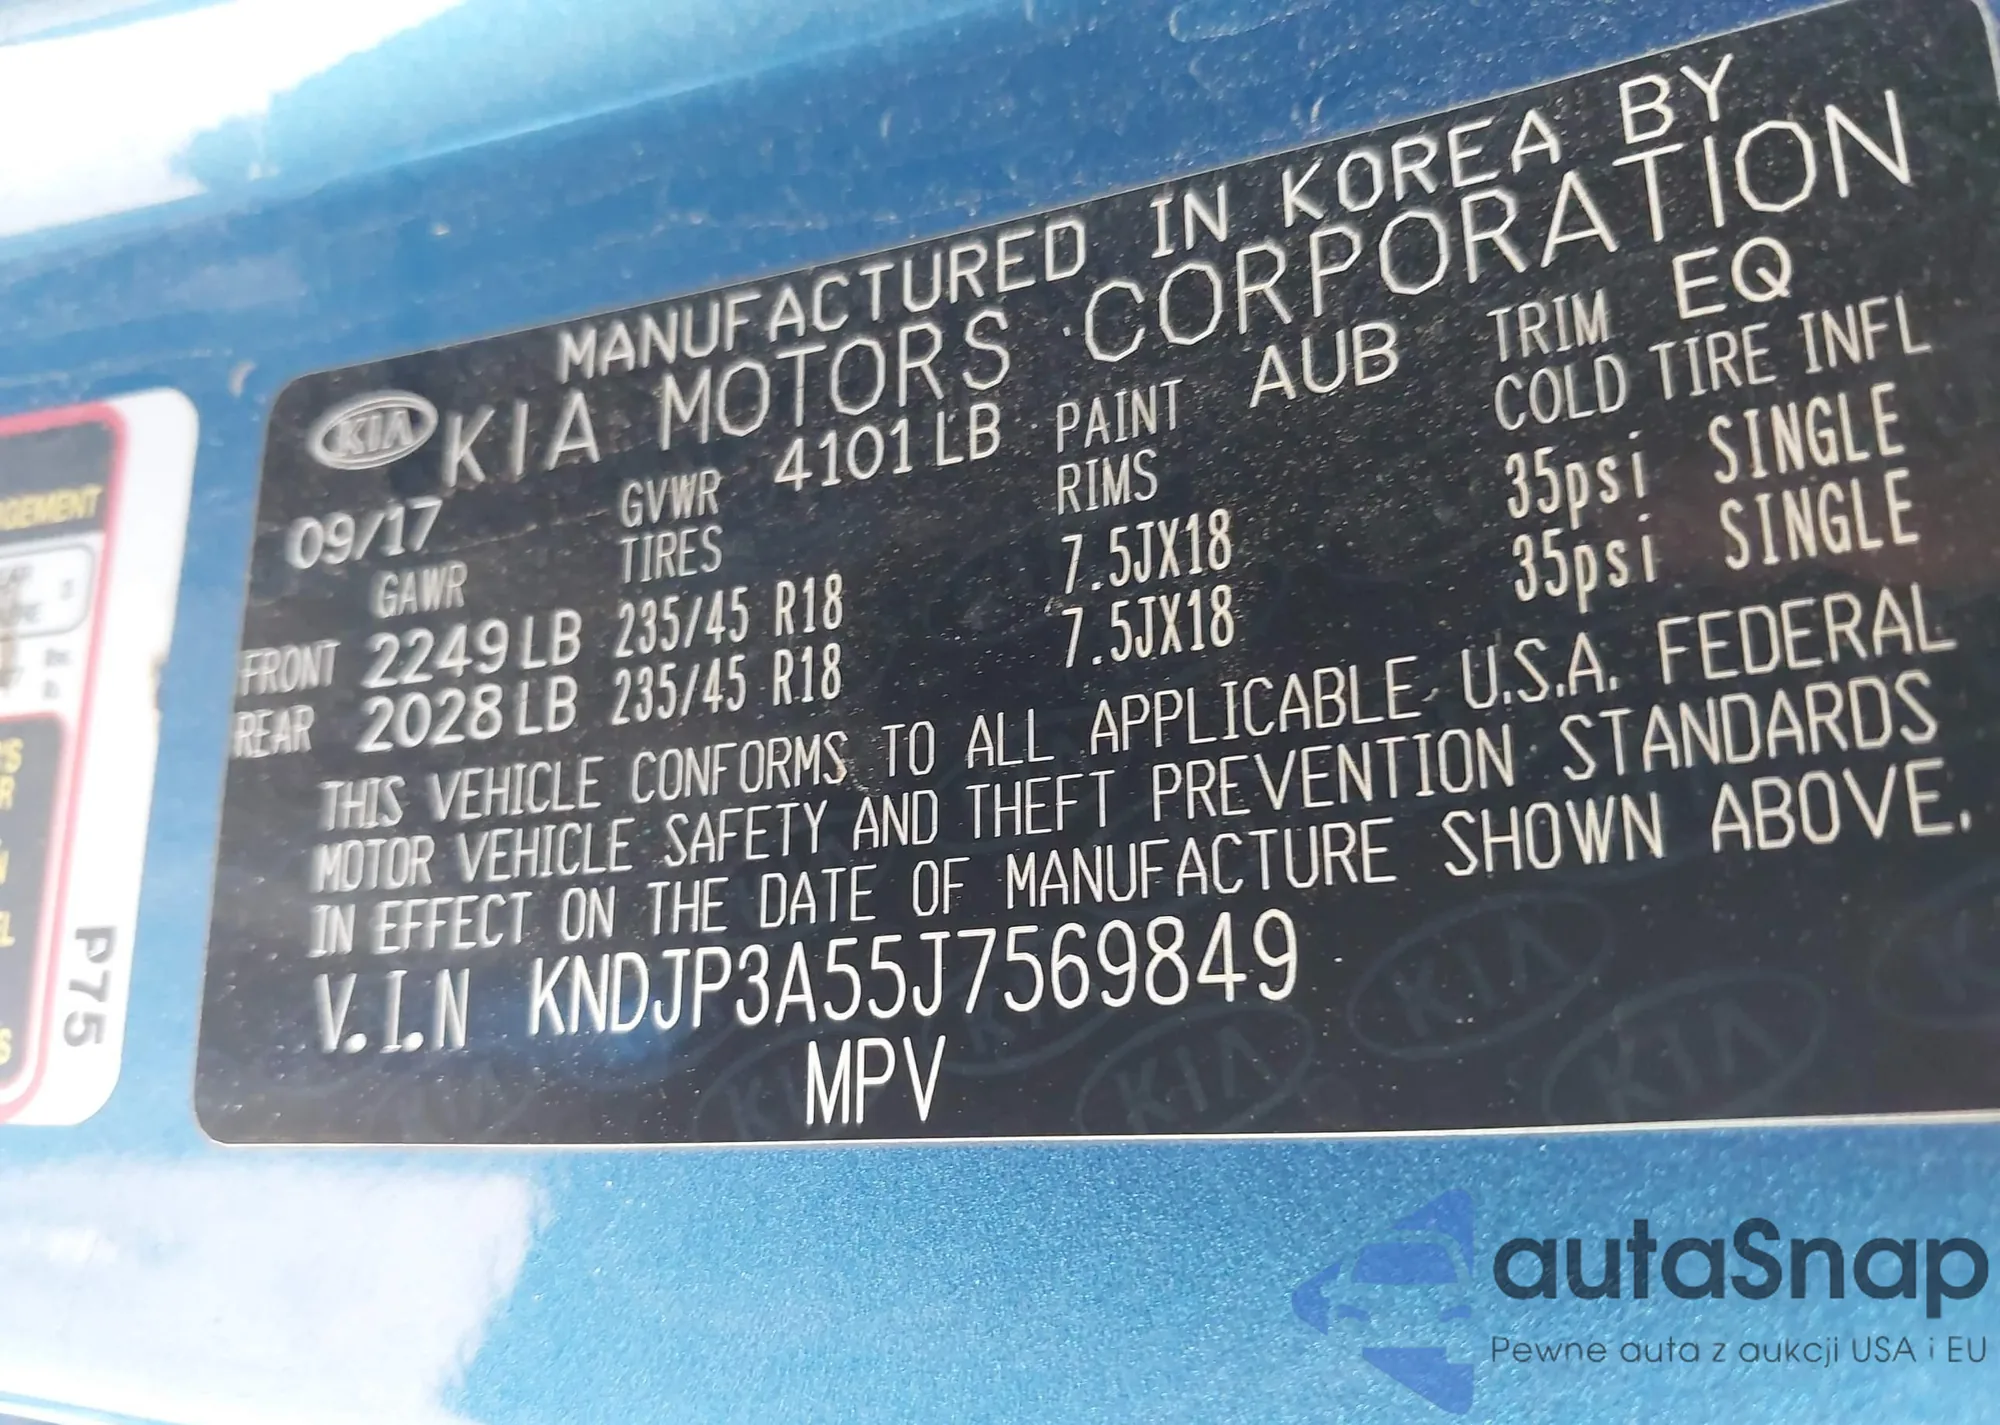 MANUFACTURED IN KOREA BY
KIA KIA MOTORS CORPORATION
09/17 GVWR 4101LB PAINT AUB TRIM EQ
GAWR TIRES RIMS COLD TIRE INFL
FRONT 2249LB 235/45 R18 7.5JX18 35psi SINGLE
REAR 2028LB 235/45 R18 7.5JX18 35psi SINGLE
THIS VEHICLE CONFORMS TO ALL APPLICABLE U.S.A. FEDERAL
MOTOR VEHICLE SAFETY AND THEFT PREVENTION STANDARDS
IN EFFECT ON THE DATE OF MANUFACTURE SHOWN ABOVE.
V.I.N KNDJP3A55J7569849
MPV
P75
autaSnap
Pewne auta z aukcji USA i EU